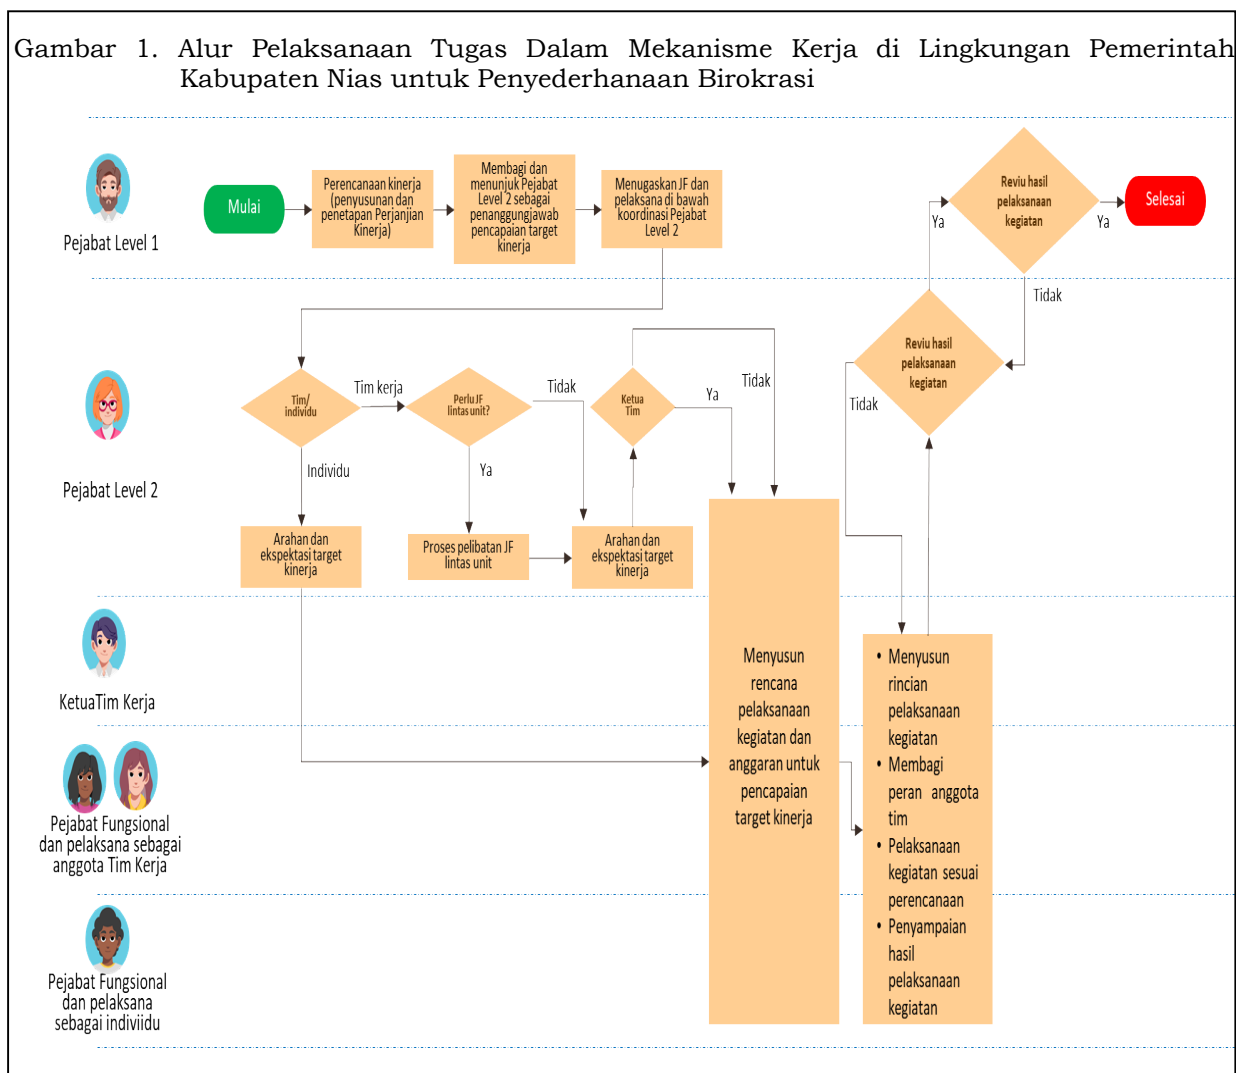 Gambar 1. Alur Pelaksanaan Tugas Dalam Mekanisme Kerja di Lingkungan Pemerintah
Kabupaten Nias untuk Penyederhanaan Birokrasi
Pejabat Level 1
Mulai
Perencanaan kinerja
(penyusunan dan
penetapan Perjanjian
Kinerja)
Membagi dan
menunjuk Pejabat
Level 2 sebagai
penanggungjawab
pencapaian target
kinerja
Menugaskan JF dan
pelaksana di bawah
koordinasi Pejabat
Level 2
Reviu hasil
pelaksanaan
kegiatan
Ya
Ya
Selesai
Tidak
Pejabat Level 2
Tim/
individu
Tim kerja
Individu
Perlu JF
lintas unit?
Tidak
Ya
Ketua
Tim
Ya
Tidak
Reviu hasil
pelaksanaan
kegiatan
Tidak
Arahan dan
ekspektasi target
kinerja
Proses pelibatan JF
lintas unit
Arahan dan
ekspektasi target
kinerja
KetuaTim Kerja
Pejabat Fungsional
dan pelaksana sebagai
anggota Tim Kerja
Pejabat Fungsional
dan pelaksana
sebagai indiviidu
Menyusun
rencana
pelaksanaan
kegiatan dan
anggaran untuk
pencapaian
target kinerja
• Menyusun
rincian
pelaksanaan
kegiatan
• Membagi
peran anggota
tim
• Pelaksanaan
kegiatan sesuai
perencanaan
• Penyampaian
hasil
pelaksanaan
kegiatan